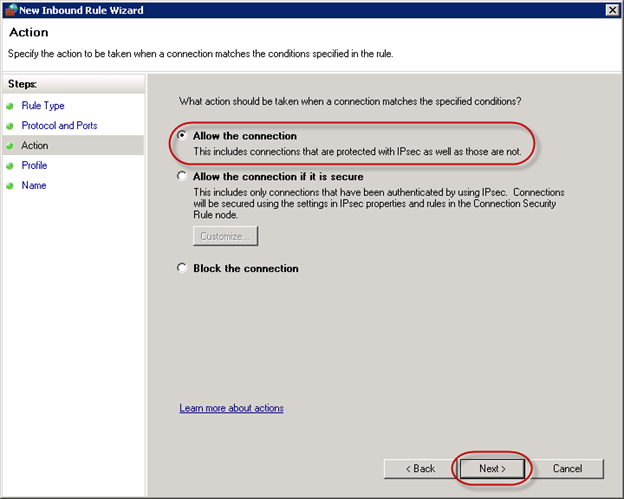 New Inbound Rule Wizard
Action
Specify the action to be taken when a connection matches the conditions specified in the rule.
Steps:
Rule Type
Protocol and Ports
Action
Profile
Name
What action should be taken when a connection matches the specified conditions?
Allow the connection
This includes connections that are protected with IPsec as well as those are not.
Allow the connection if it is secure
This includes only connections that have been authenticated by using IPsec. Connections
will be secured using the settings in IPsec properties and rules in the Connection Security
Rule node.
Customize...
Block the connection
Learn more about actions
< Back
Next >
Cancel